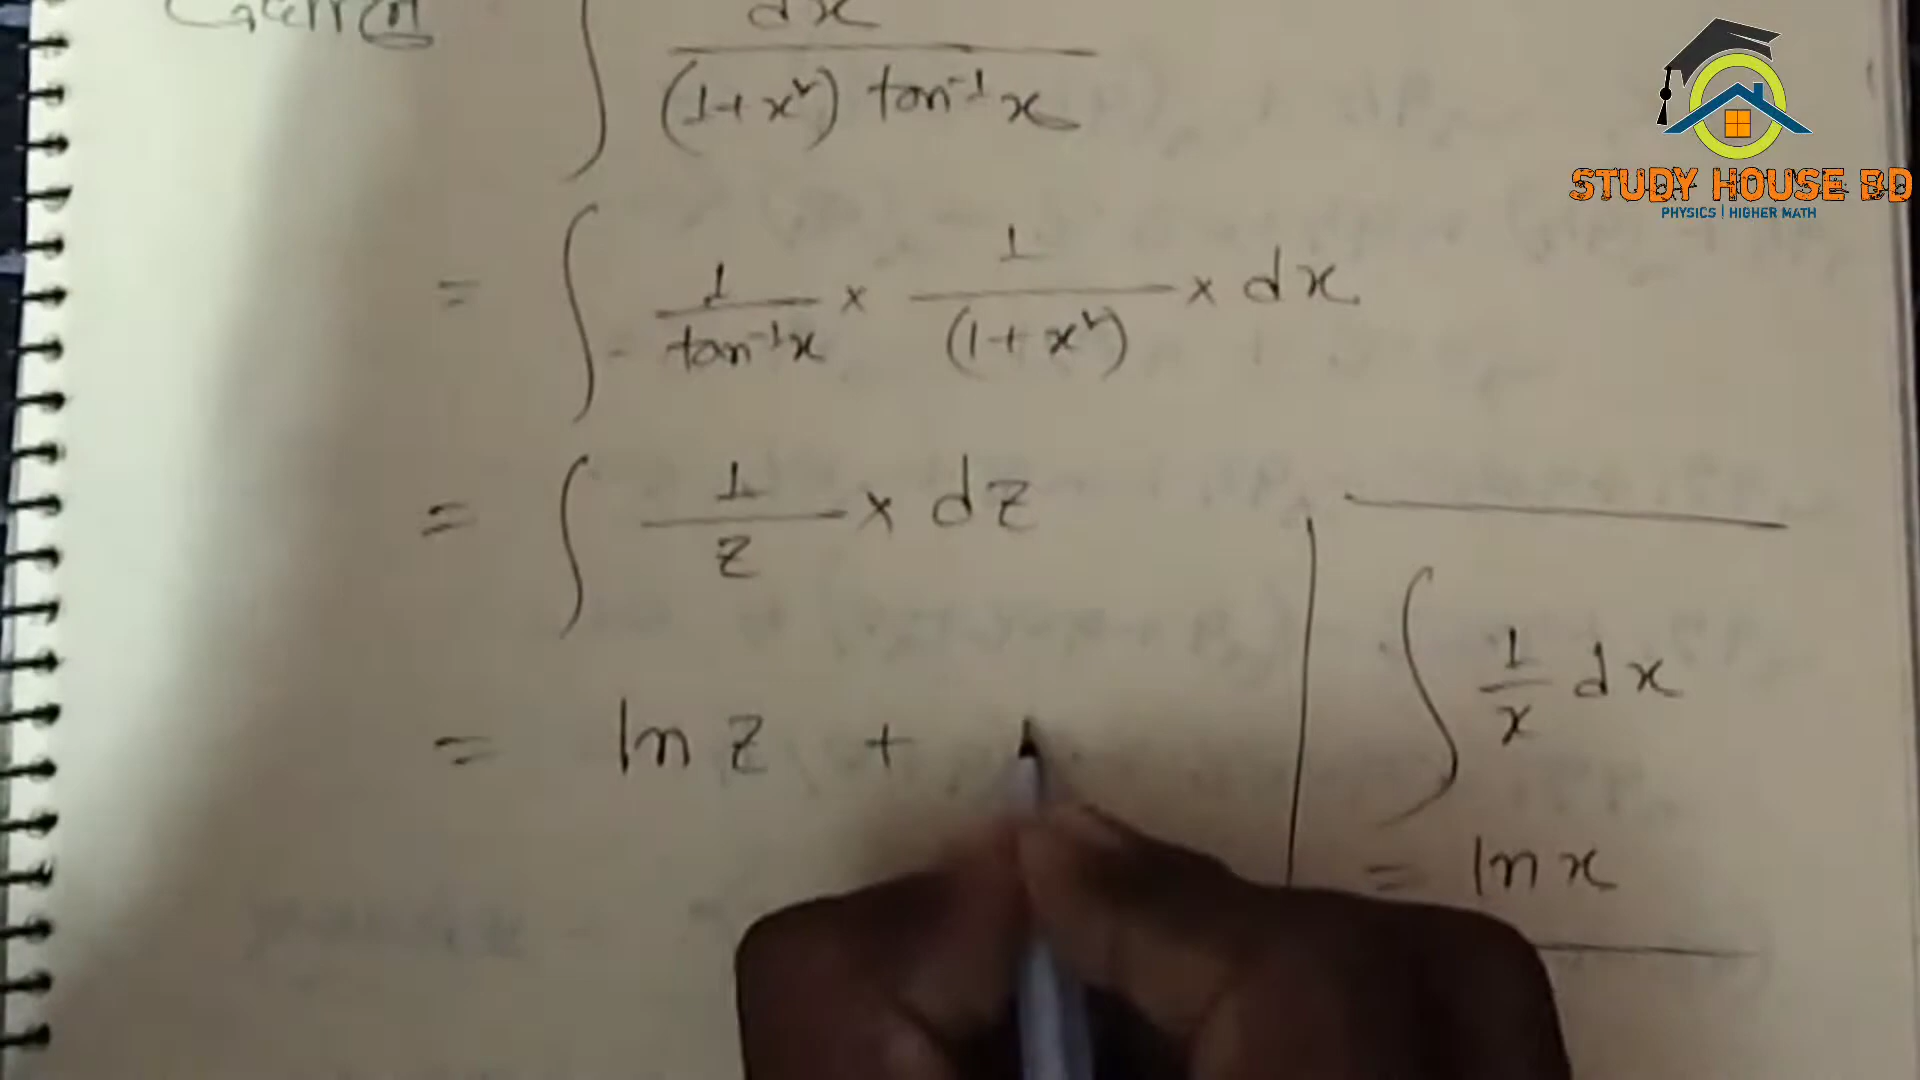 ∫ dx / (1+x²) tan⁻¹x
= ∫ 1/tan⁻¹x × 1/(1+x²) × dx
= ∫ 1/z × dz
= ln z +
∫ 1/x dx
= ln x
STUDY HOUSE BD
PHYSICS | HIGHER MATH